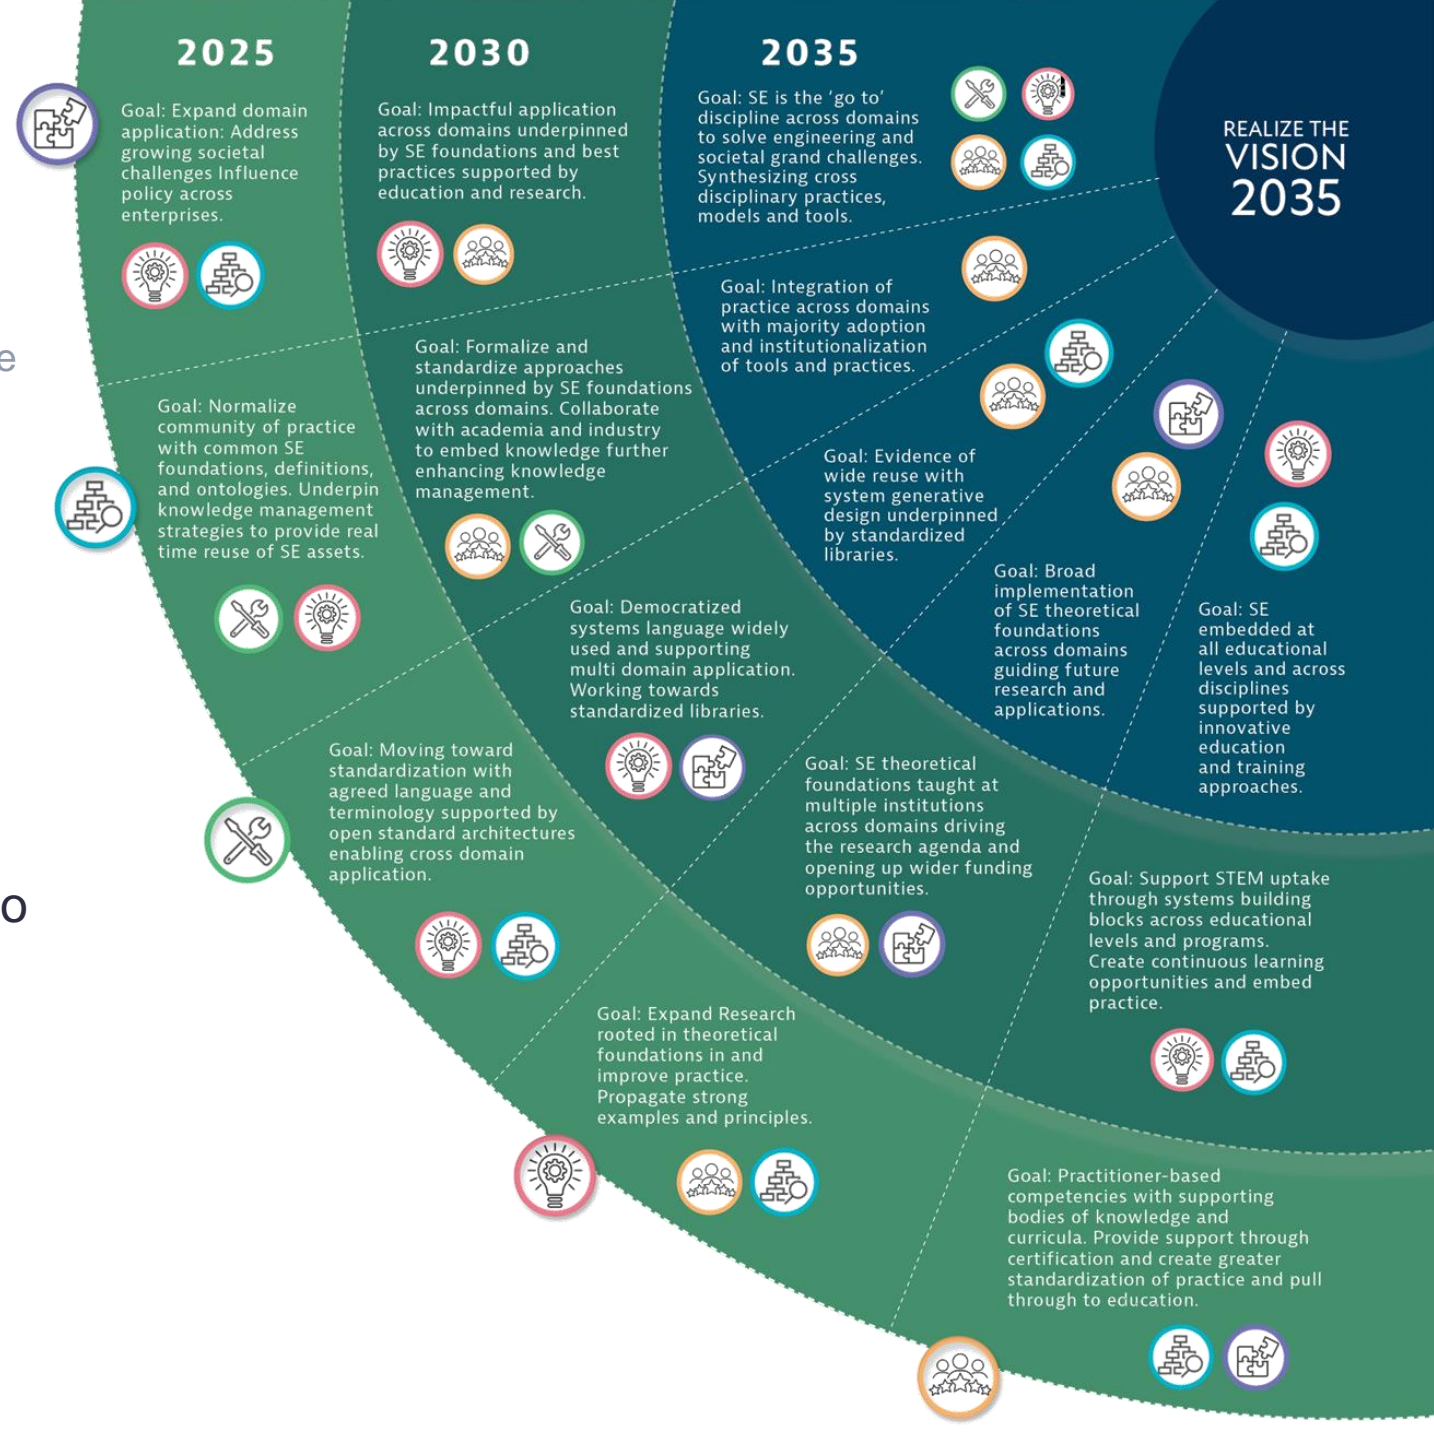 2025
2030
2035
REALIZE THE
VISION
2035
Goal: Expand domain
application: Address
growing societal
challenges Influence
policy across
enterprises.
Goal: Impactful application
across domains underpinned
by SE foundations and best
practices supported by
education and research.
Goal: SE is the ‘go to’
discipline across domains
to solve engineering and
societal grand challenges.
Synthesizing cross
disciplinary practices,
models and tools.
e
Goal: Normalize
community of practice
with common SE
foundations, definitions,
and ontologies. Underpin
knowledge management
strategies to provide real
time reuse of SE assets.
Goal: Formalize and
standardize approaches
underpinned by SE foundations
across domains. Collaborate
with academia and industry
to embed knowledge further
enhancing knowledge
management.
Goal: Integration of
practice across domains
with majority adoption
and institutionalization
of tools and practices.
o
Goal: Moving toward
standardization with
agreed language and
terminology supported by
open standard architectures
enabling cross domain
application.
Goal: Democratized
systems language widely
used and supporting
multi domain application.
Working towards
standardized libraries.
Goal: Evidence of
wide reuse with
system generative
design underpinned
by standardized
libraries.
Goal: Expand Research
rooted in theoretical
foundations in and
improve practice.
Propagate strong
examples and principles.
Goal: SE theoretical
foundations taught at
multiple institutions
across domains driving
the research agenda and
opening up wider funding
opportunities.
Goal: Broad
implementation
of SE theoretical
foundations
across domains
guiding future
research and
applications.
Goal: Practitioner-based
competencies with supporting
bodies of knowledge and
curricula. Provide support through
certification and create greater
standardization of practice and pull
through to education.
Goal: Support STEM uptake
through systems building
blocks across educational
levels and programs.
Create continuous learning
opportunities and embed
practice.
Goal: SE
embedded at
all educational
levels and across
disciplines
supported by
innovative
education
and training
approaches.